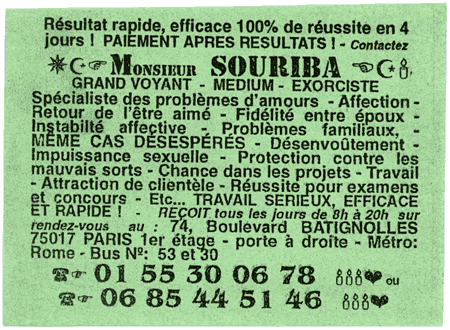 Résultat rapide, efficace 100% de réussite en 4
jours ! PAIEMENT APRES RESULTATS ! - Contactez
Monsieur SOURIBA
GRAND VOYANT - MEDIUM - EXORCISTE
Spécialiste des problèmes d'amours - Affection -
Retour de l'être aimé - Fidélité entre époux -
Instabilté affective - Problèmes familiaux, -
MÊME CAS DÉSESPÉRÉS - Désenvoûtement -
Impuissance sexuelle - Protection contre les
mauvais sorts - Chance dans les projets - Travail
- Attraction de clientèle - Réussite pour examens
et concours - Etc... TRAVAIL SERIEUX, EFFICACE
ET RAPIDE ! - REÇOIT tous les jours de 8h à 20h sur
rendez-vous au : 74, Boulevard BATIGNOLLES
75017 PARIS 1er étage - porte à droite - Métro:
Rome - Bus Nº: 53 et 30
01 55 30 06 78 ou
06 85 44 51 46